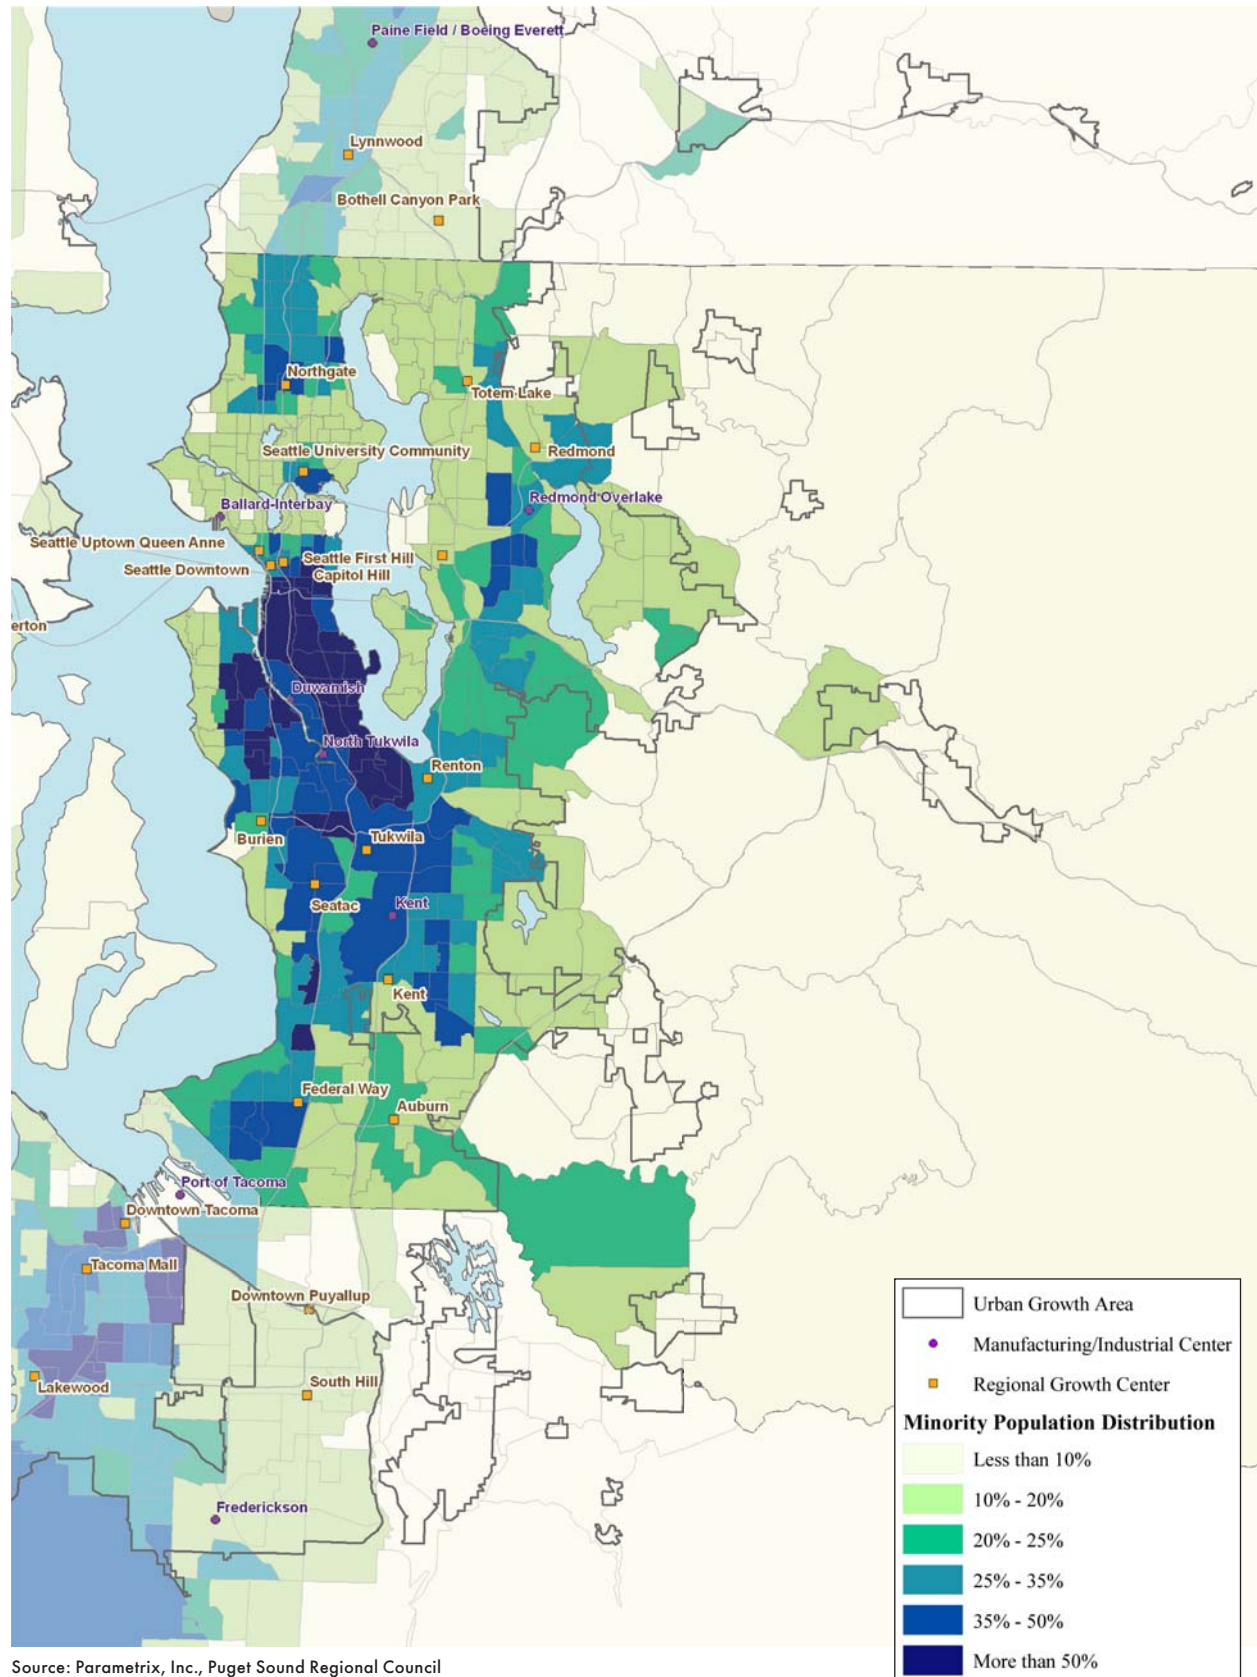 Paine Field / Boeing Everett
Lynnwood
Bothell Canyon Park
Northgate
Totem Lake
Seattle University Community
Redmond
Ballard-Interbay
Redmond Overlake
Seattle Uptown Queen Anne
Seattle First Hill
Seattle Downtown
Capitol Hill
erton
Duwamish
North Tukwila
Renton
Burien
Tukwila
Seatac
Kent
Kent
Federal Way
Auburn
Port of Tacoma
Downtown Tacoma
Tacoma Mall
Downtown Puyallup
South Hill
Lakewood
Frederickson
Urban Growth Area
Manufacturing/Industrial Center
Regional Growth Center
Minority Population Distribution
Less than 10%
10% - 20%
20% - 25%
25% - 35%
35% - 50%
More than 50%
Source: Parametrix, Inc., Puget Sound Regional Council